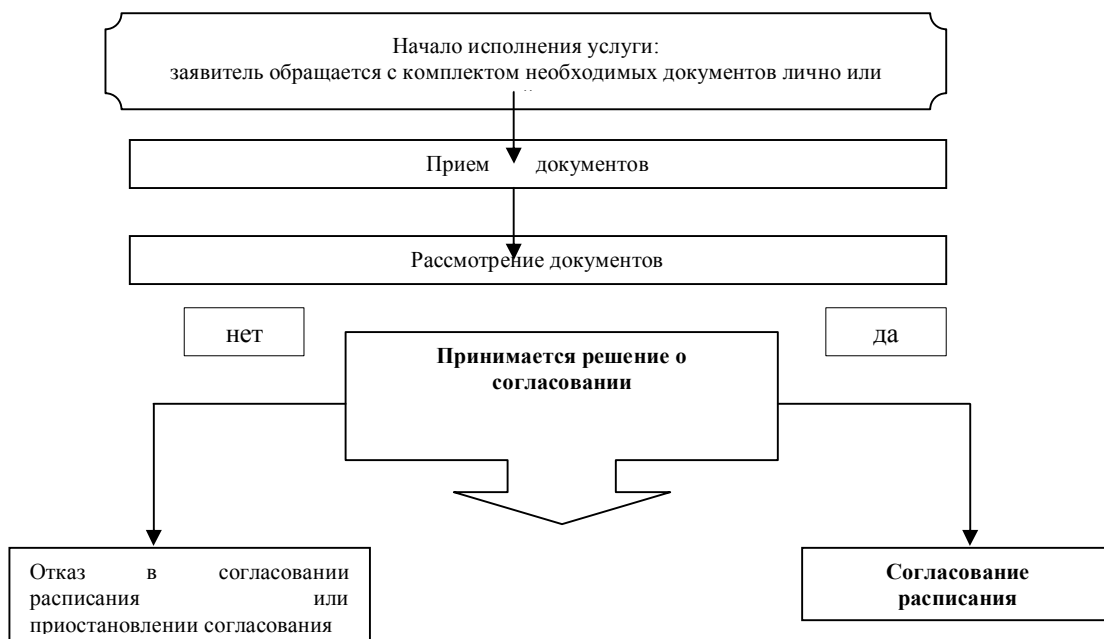 Начало исполнения услуги:
заявитель обращается с комплектом необходимых документов лично или
Прием документов
Рассмотрение документов
нет
да
Принимается решение о
согласовании
Отказ в согласовании
расписания или
приостановлении согласования
Согласование
расписания